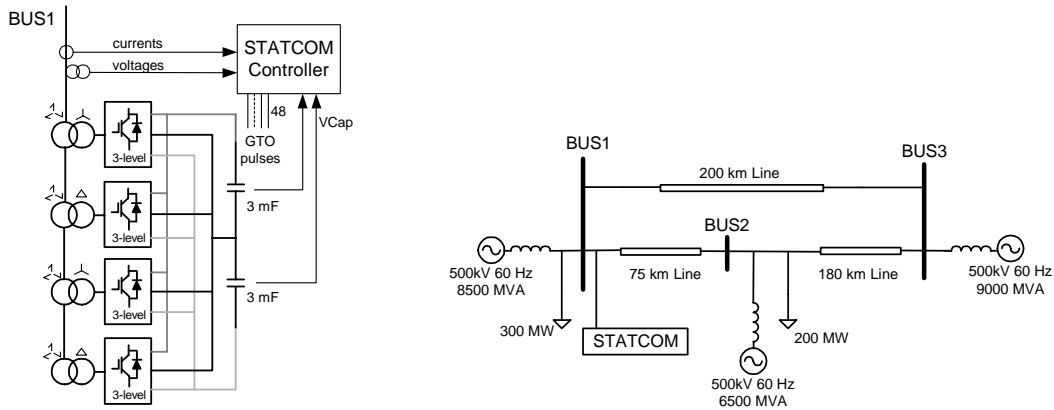 BUS1
currents
voltages
STATCOM
Controller
48
GTO
pulses
VCap
3-level
3 mF
3-level
3-level
3 mF
3-level
BUS1
BUS3
200 km Line
BUS2
500kV 60 Hz
8500 MVA
75 km Line
180 km Line
500kV 60 Hz
9000 MVA
300 MW
STATCOM
200 MW
500kV 60 Hz
6500 MVA